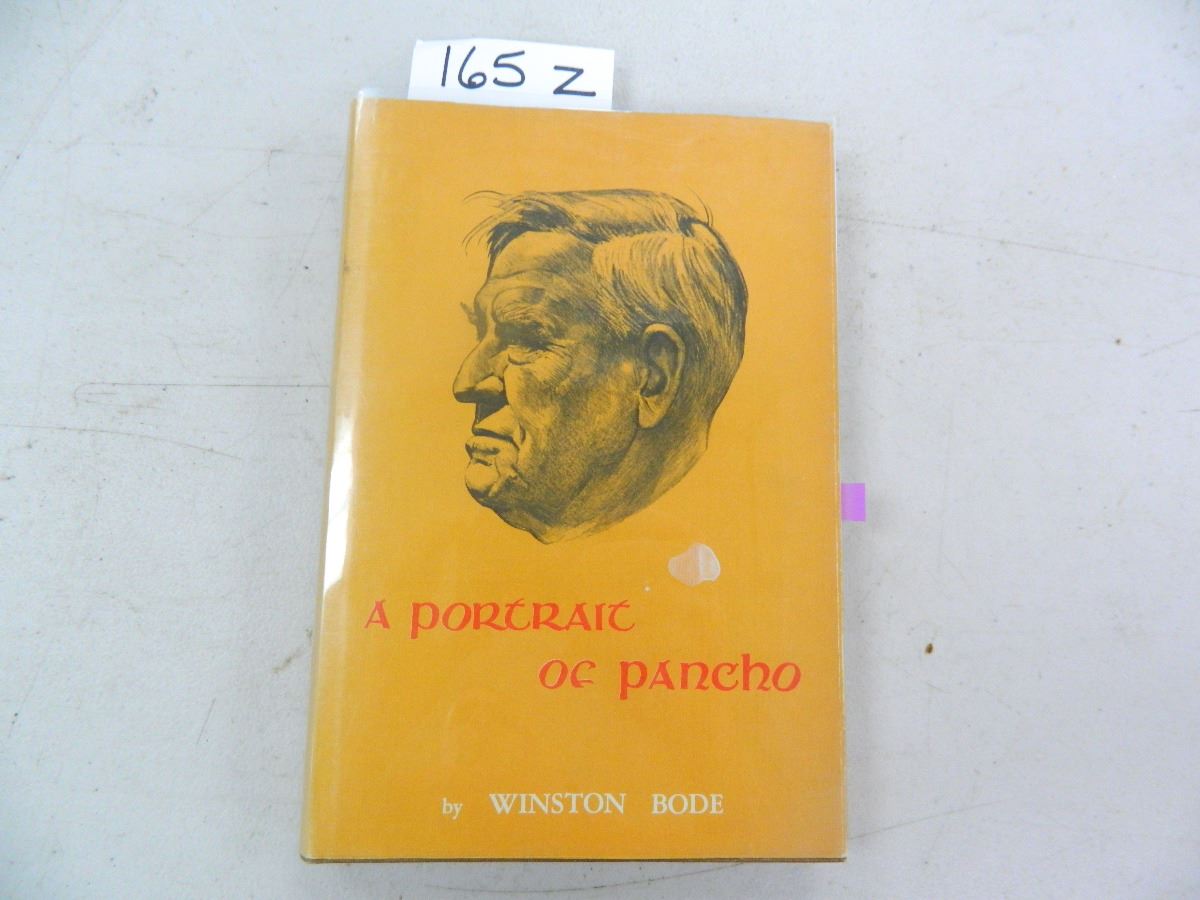 165 Z
A PORTRAIT
OF PANCHO
by WINSTON BODE